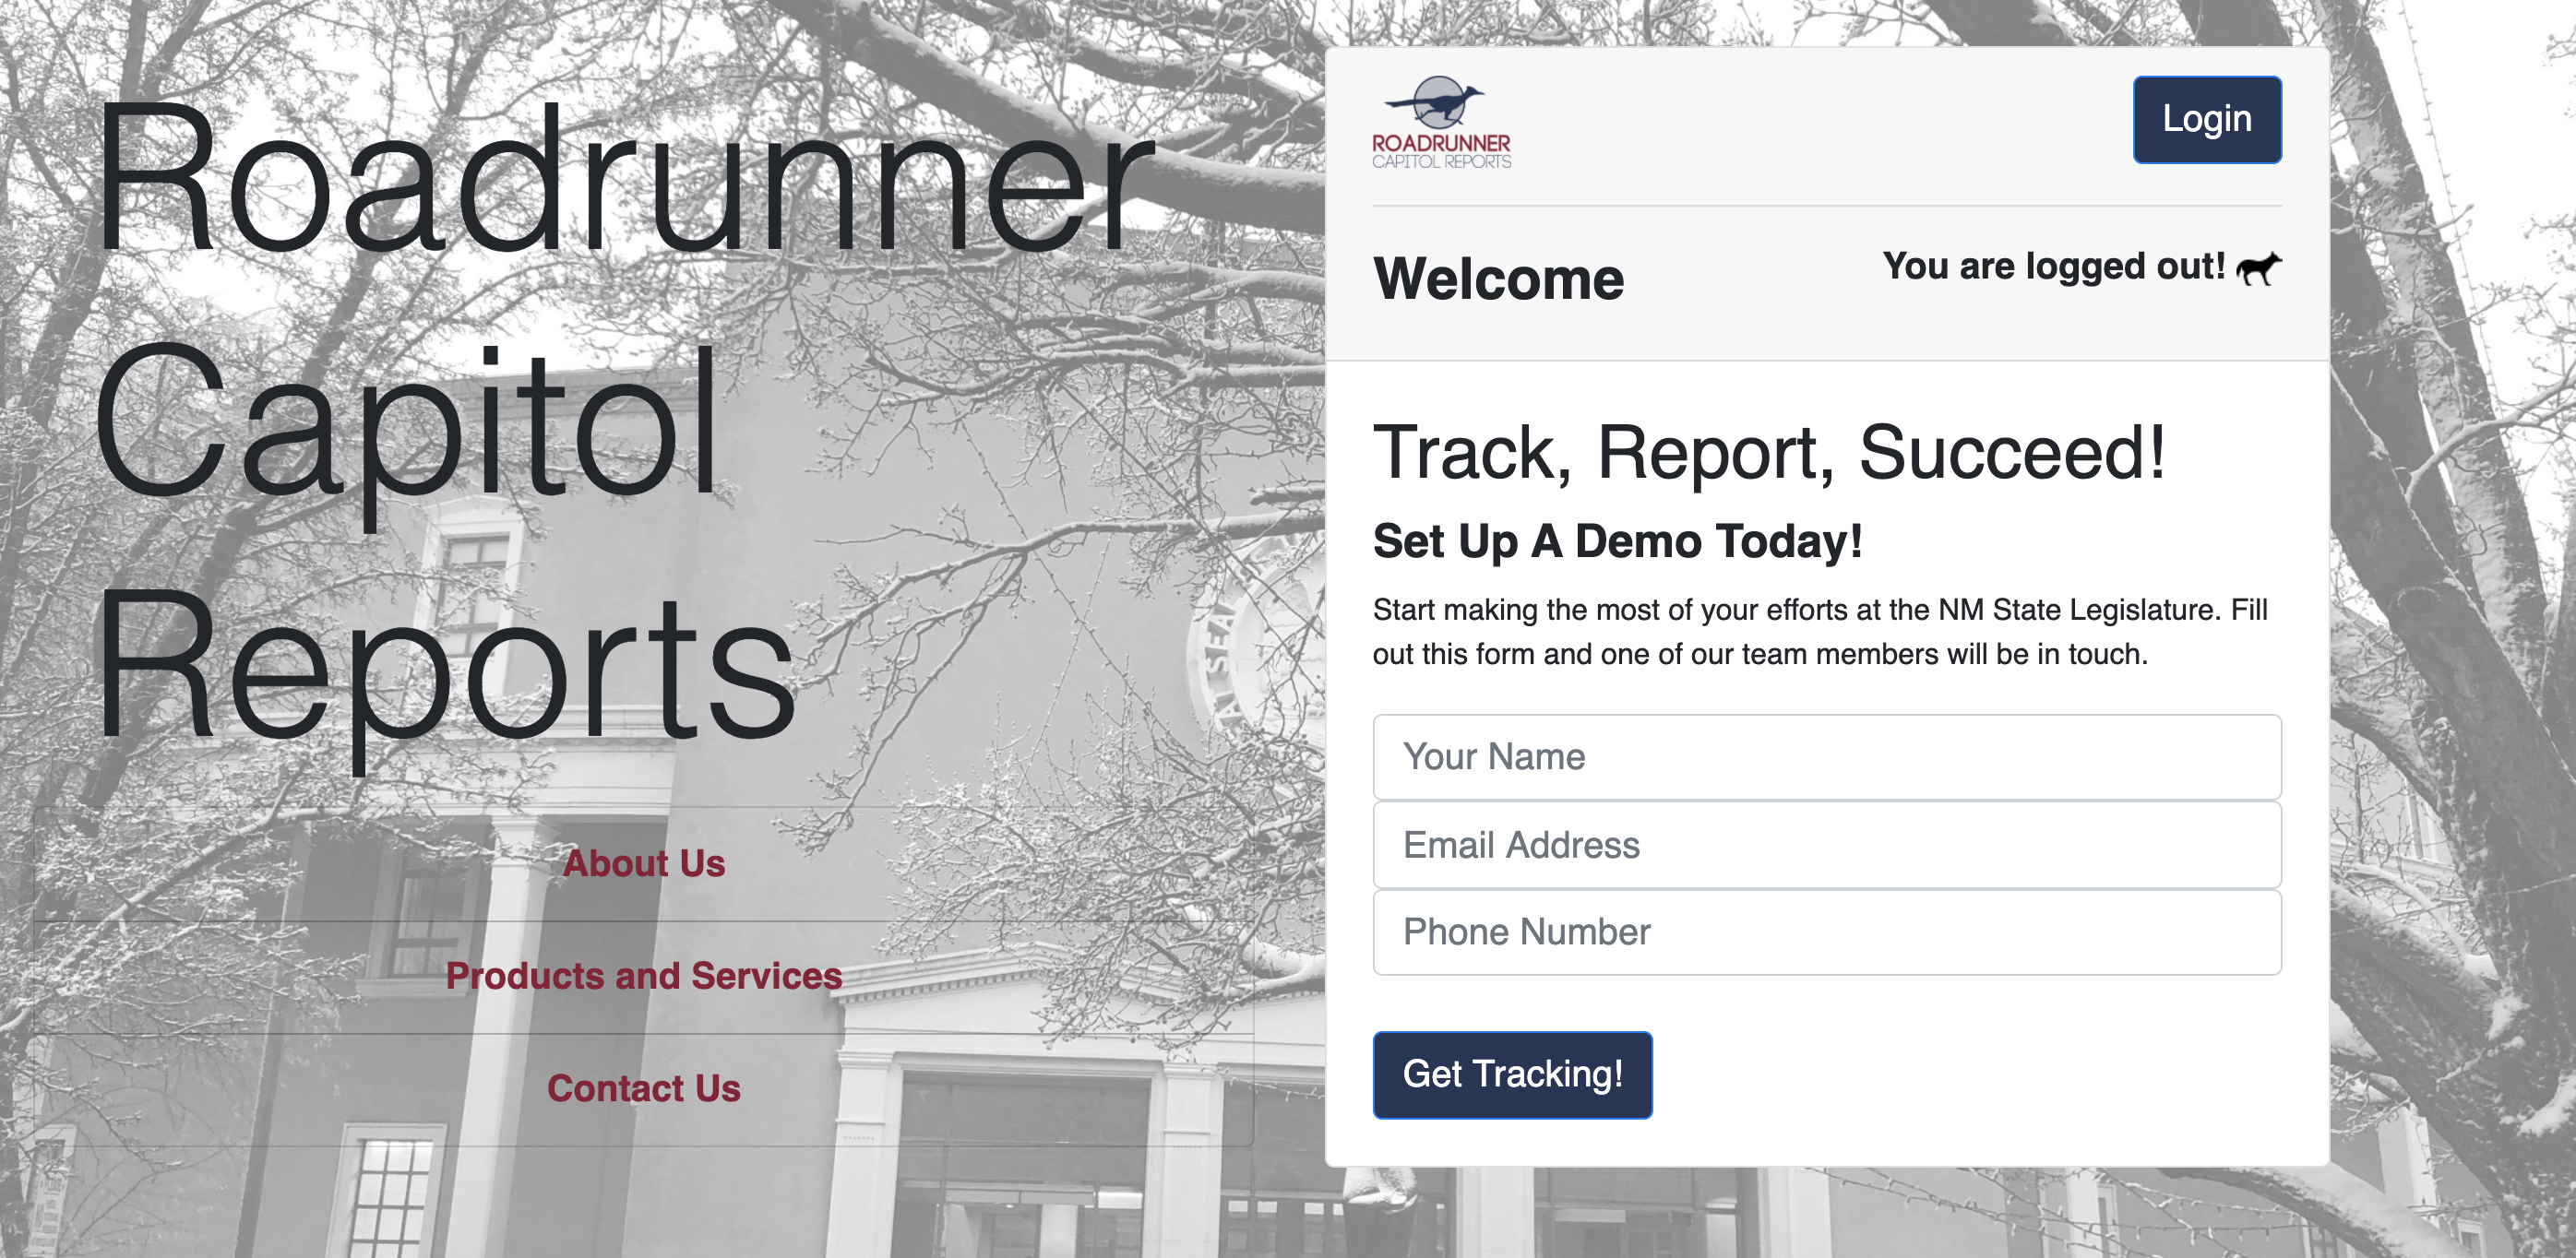 Roadrunner
Capitol
Reports
About Us
Products and Services
Contact Us
ROADRUNNER
CAPITOL REPORTS
Login
Welcome
You are logged out!
Track, Report, Succeed!
Set Up A Demo Today!
Start making the most of your efforts at the NM State Legislature. Fill
out this form and one of our team members will be in touch.
Your Name
Email Address
Phone Number
Get Tracking!